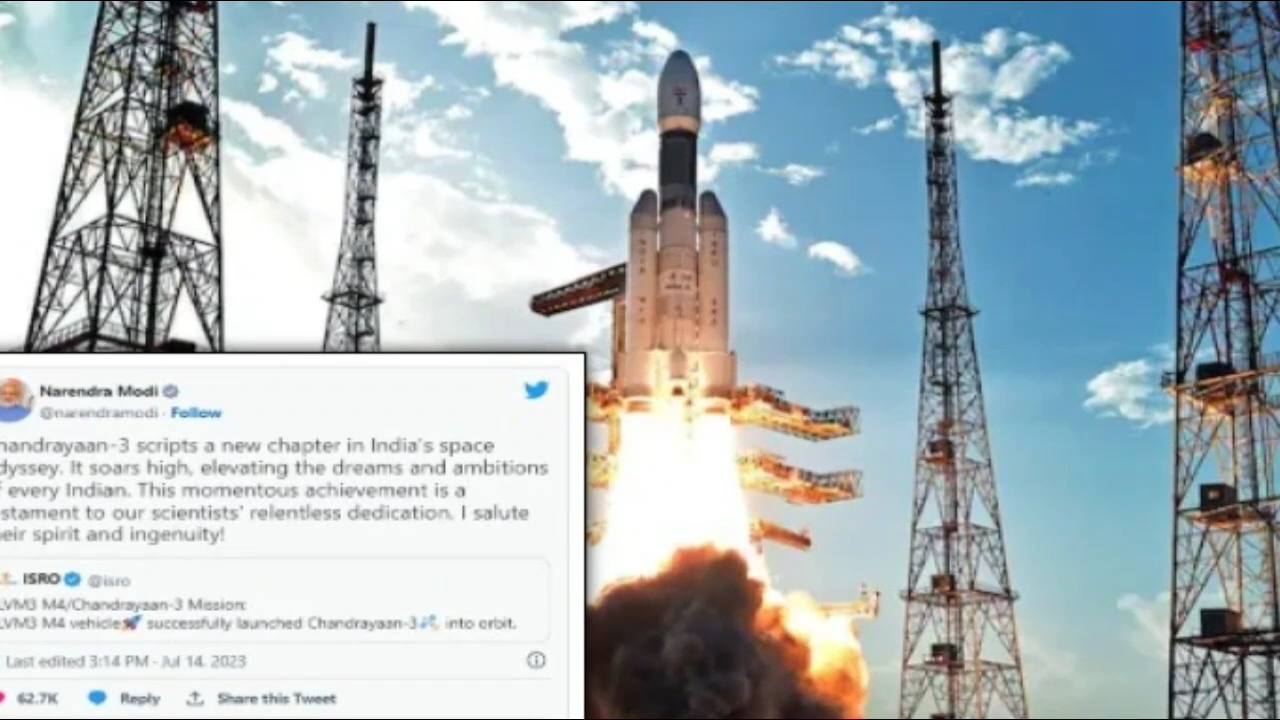 Narendra Modi
@narendramodi · Follow
handrayaan-3 scripts a new chapter in India's space
dyssey. It soars high, elevating the dreams and ambitions
f every Indian. This momentous achievement is a
estament to our scientists' relentless dedication. I salute
heir spirit and ingenuity!
ISRO @isro
LVM3 M4/Chandrayaan-3 Mission:
LVM3 M4 vehicle🚀 successfully launched Chandrayaan-3🛰️ into orbit.
Last edited 3:14 PM · Jul 14, 2023
62.7K Reply Share this Tweet